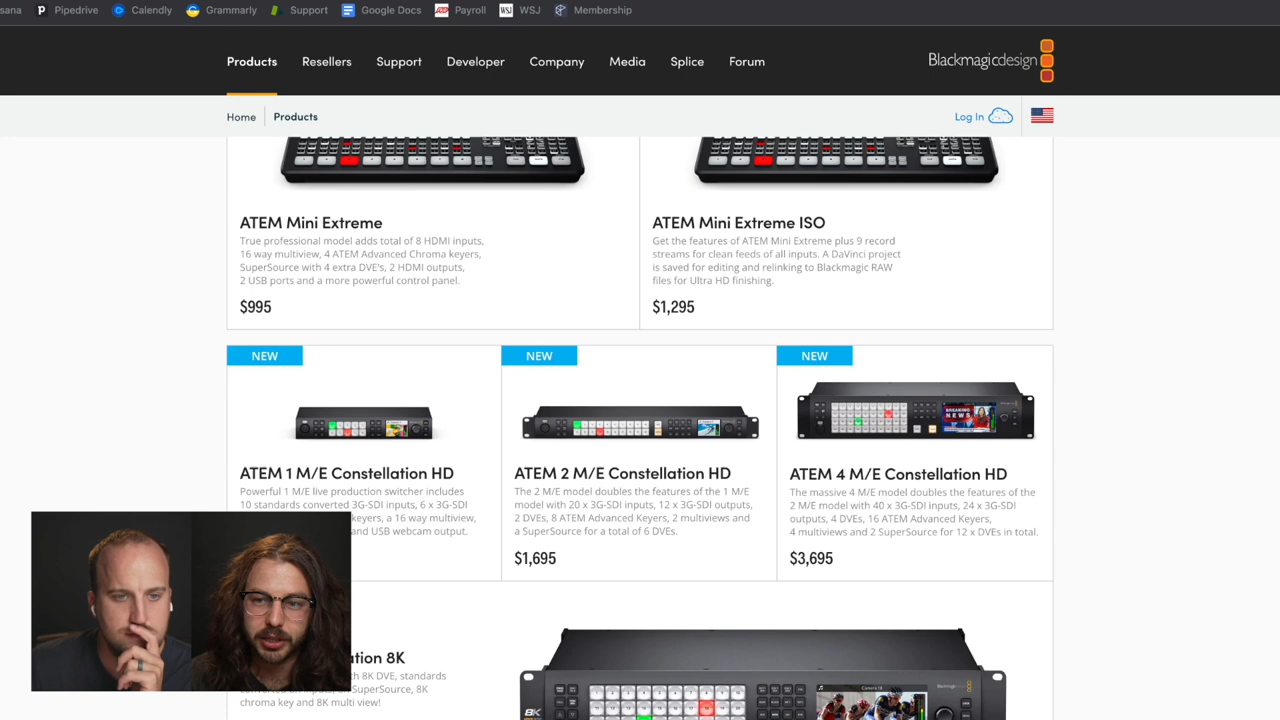 sana Pipedrive Calendly Grammarly Support Google Docs Payroll WSJ WSJ Membership
Products Resellers Support Developer Company Media Splice Forum Blackmagicdesign
Home Products Log In
ATEM Mini Extreme
True professional model adds total of 8 HDMI inputs,
16 way multiview, 4 ATEM Advanced Chroma keyers,
SuperSource with 4 extra DVE's, 2 HDMI outputs,
2 USB ports and a more powerful control panel.
$995
ATEM Mini Extreme ISO
Get the features of ATEM Mini Extreme plus 9 record
streams for clean feeds of all inputs. A DaVinci project
is saved for editing and relinking to Blackmagic RAW
files for Ultra HD finishing.
$1,295
NEW
ATEM 1 M/E Constellation HD
Powerful 1 M/E live production switcher includes
10 standards converted 3G-SDI inputs, 6 x 3G-SDI
keyers, a 16 way multiview,
and USB webcam output.
NEW
ATEM 2 M/E Constellation HD
The 2 M/E model doubles the features of the 1 M/E
model with 20 x 3G-SDI inputs, 12 x 3G-SDI outputs,
2 DVEs, 8 ATEM Advanced Keyers, 2 multiviews and
a SuperSource for a total of 6 DVEs.
$1,695
NEW
BREAKING
NEWS
ATEM 4 M/E Constellation HD
The massive 4 M/E model doubles the features of the
2 M/E model with 40 x 3G-SDI inputs, 24 x 3G-SDI
outputs, 4 DVEs, 16 ATEM Advanced Keyers,
4 multiviews and 2 SuperSource for 12 x DVEs in total.
$3,695
ation 8K
th 8K DVE, standards
SuperSource, 8K
chroma key and 8K multi view!
8K